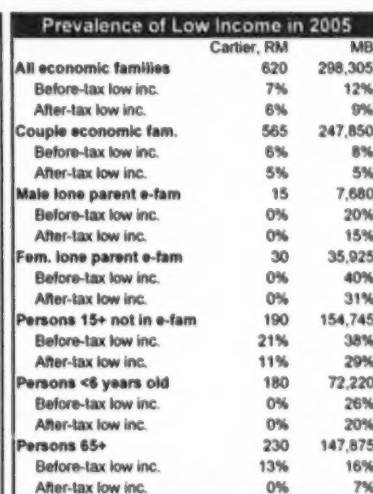 Prevalence of Low Income in 2005
Cartier, RM MB
All economic families 620 298,305
Before-tax low inc. 7% 12%
After-tax low inc. 6% 9%
Couple economic fam. 565 247,850
Before-tax low inc. 6% 8%
After-tax low inc. 5% 5%
Male lone parent e-fam 15 7,680
Before-tax low inc. 0% 20%
After-tax low inc. 0% 15%
Fem. lone parent e-fam 30 35,925
Before-tax low inc. 0% 40%
After-tax low inc. 0% 31%
Persons 15+ not in e-fam 190 154,745
Before-tax low inc. 21% 38%
After-tax low inc. 11% 29%
Persons <6 years old 180 72,220
Before-tax low inc. 0% 26%
After-tax low inc. 0% 20%
Persons 65+ 230 147,875
Before-tax low inc. 13% 16%
After-tax low inc. 0% 7%